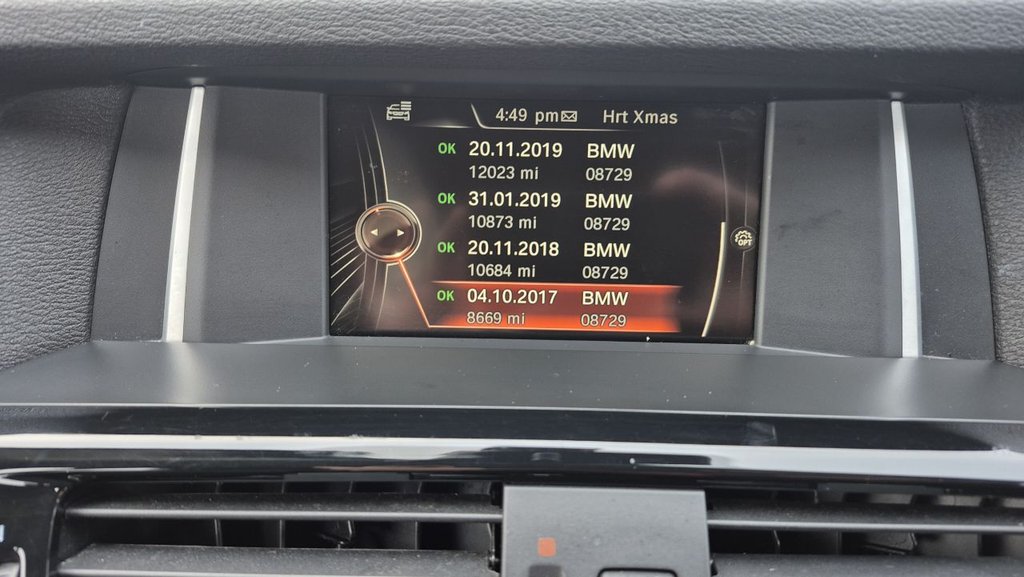 4:49 pm Hrt Xmas
OK 20.11.2019 BMW
12023 mi 08729
OK 31.01.2019 BMW
10873 mi 08729
OK 20.11.2018 BMW
10684 mi 08729
OK 04.10.2017 BMW
8669 mi 08729
OPT